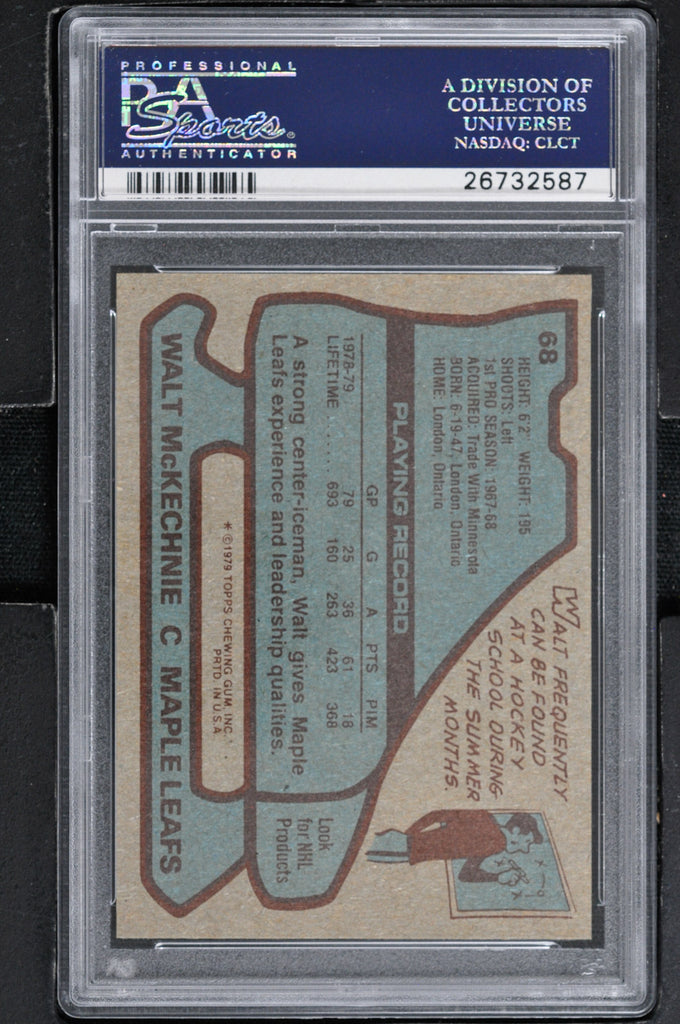 PROFESSIONAL
PSA
Sports®
AUTHENTICATOR
A DIVISION OF
COLLECTORS
UNIVERSE
NASDAQ: CLCT
26732587
68
HEIGHT: 6'2" WEIGHT: 195
SHOOTS: Left
1st PRO SEASON: 1967-68
ACQUIRED: Trade With Minnesota
BORN: 6-19-47, London, Ontario
HOME: London, Ontario
WALT FREQUENTLY
CAN BE FOUND
AT A HOCKEY
SCHOOL DURING
THE SUMMER
MONTHS.
PLAYING RECORD
GP G A PTS PIM
1978-79 79 25 36 61 18
LIFETIME ...... 693 160 263 423 368
A strong center-iceman, Walt gives Maple
Leafs experience and leadership qualities.
Look
for NHL
Products
* ©1979 TOPPS CHEWING GUM, INC.
PRTD. IN U.S.A.
WALT McKECHNIE C MAPLE LEAFS